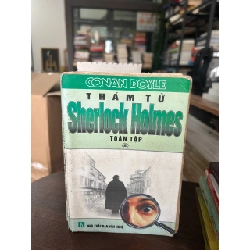 CONAN DOYLE
THÁM TỬ
Sherlock Holmes
TOÀN TẬP